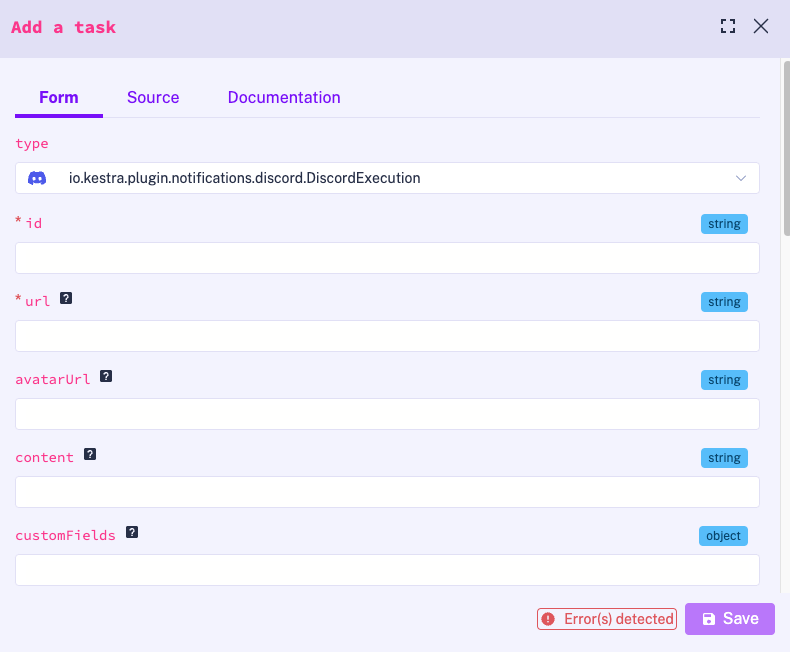 Add a task
Form Source Documentation
type
io.kestra.plugin.notifications.discord.DiscordExecution
* id string
* url ? string
avatarUrl ? string
content ? string
customFields ? object
Error(s) detected Save